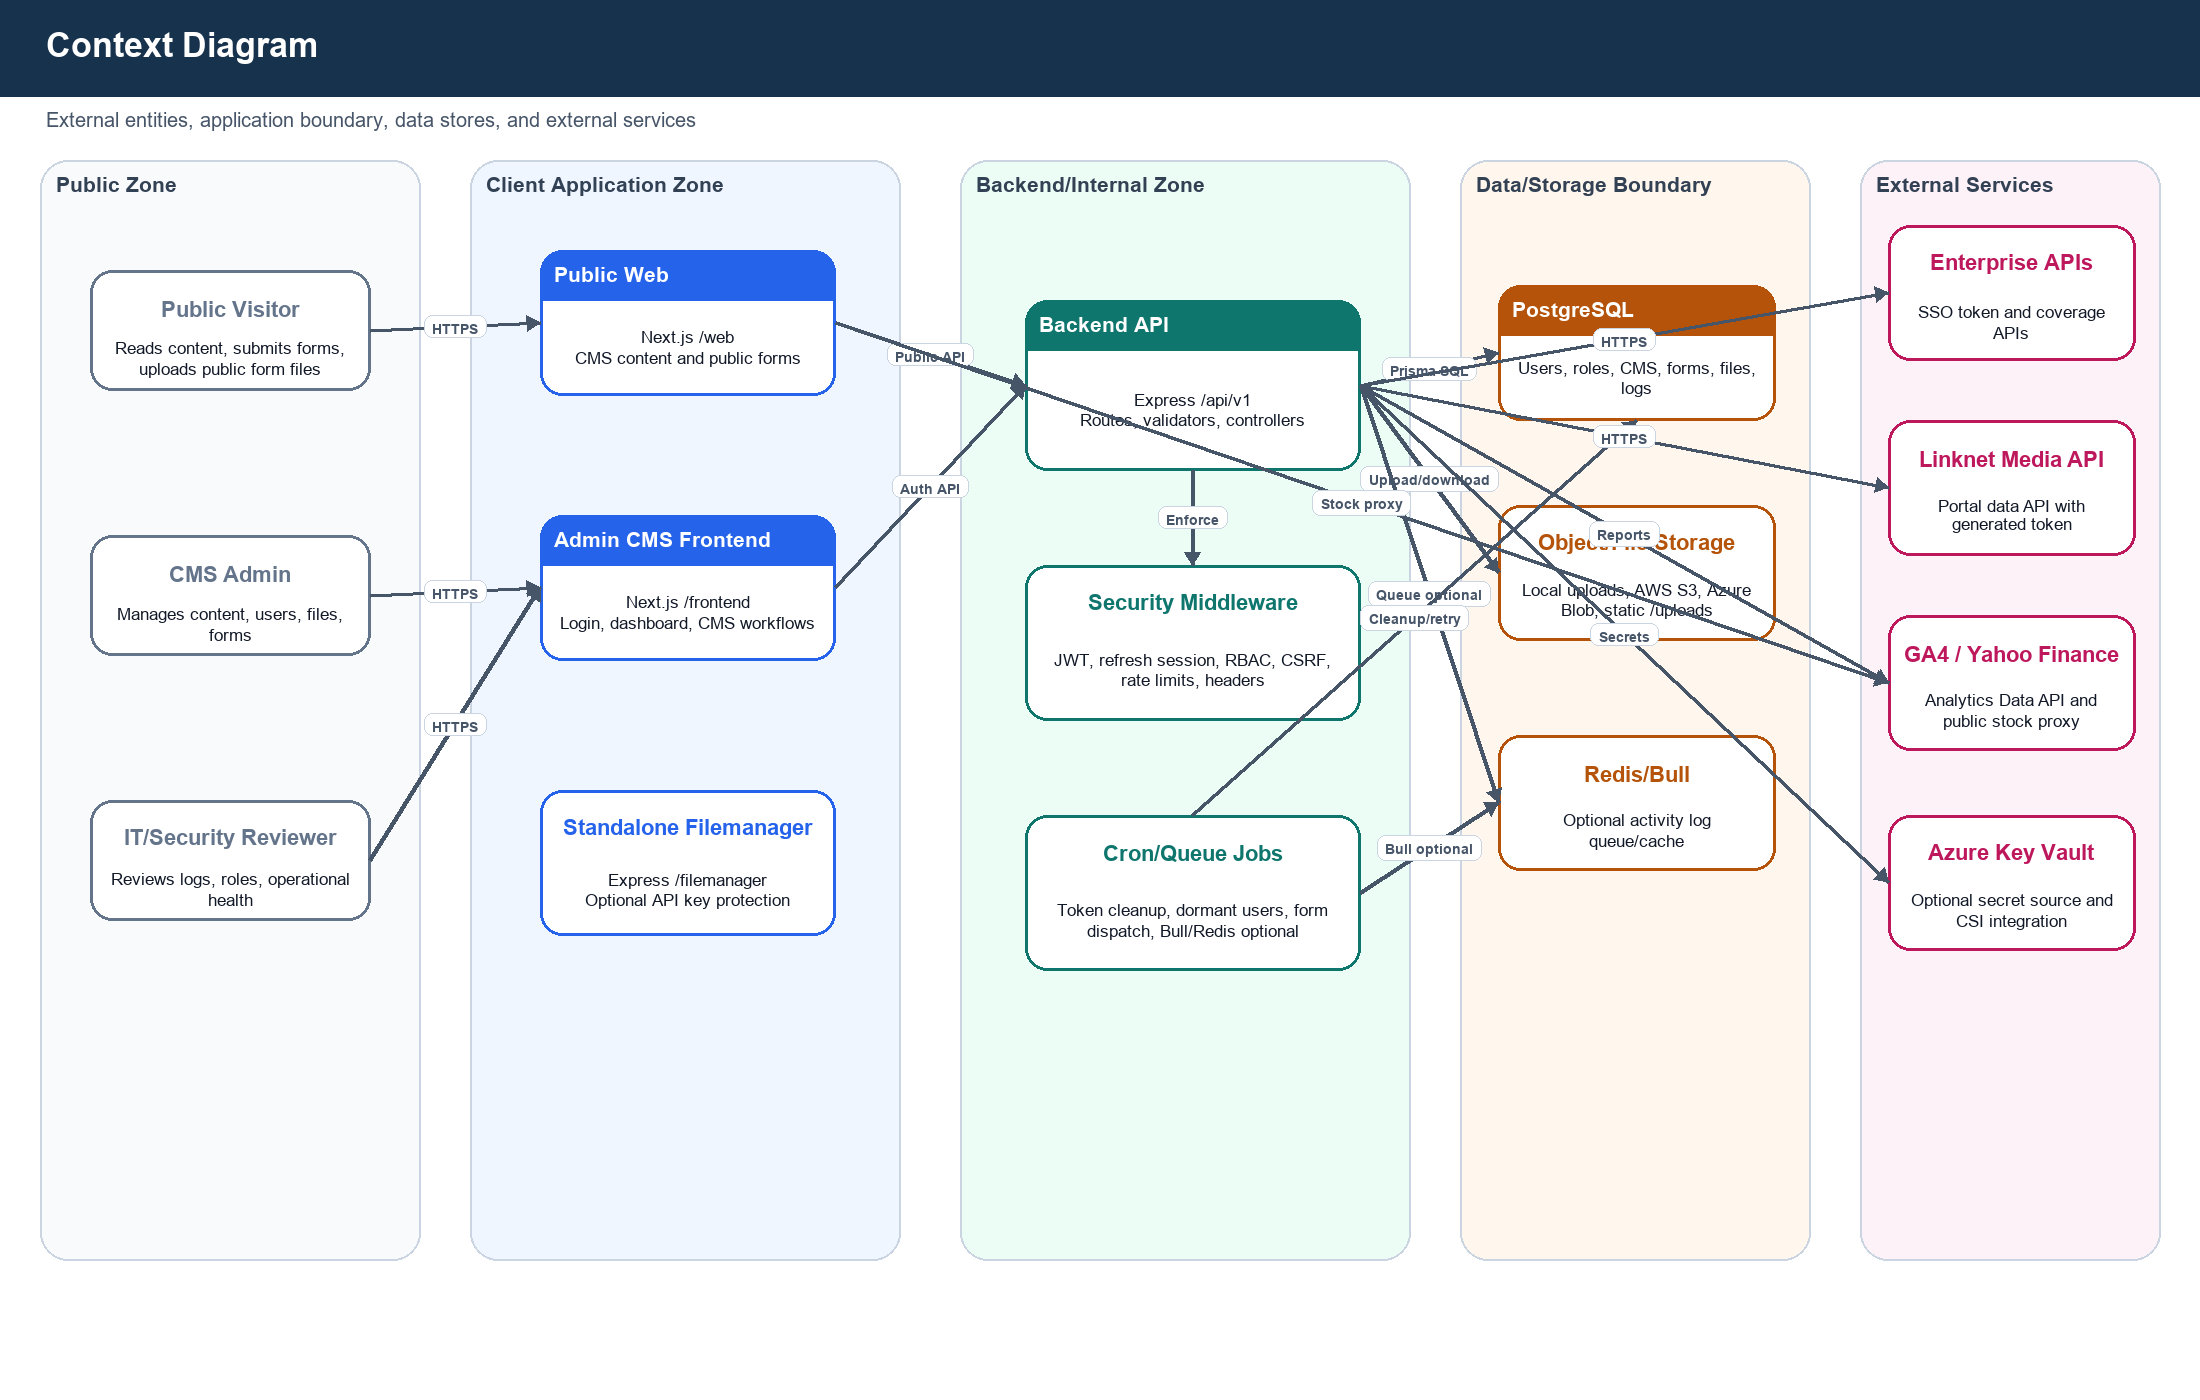 Context Diagram
External entities, application boundary, data stores, and external services
Public Zone
Public Visitor
Reads content, submits forms,
uploads public form files
CMS Admin
Manages content, users, files,
forms
IT/Security Reviewer
Reviews logs, roles, operational
health
HTTPS
HTTPS
HTTPS
Client Application Zone
Public Web
Next.js /web
CMS content and public forms
Admin CMS Frontend
Next.js /frontend
Login, dashboard, CMS workflows
Standalone Filemanager
Express /filemanager
Optional API key protection
Public API
Auth API
Backend/Internal Zone
Backend API
Express /api/v1
Routes, validators, controllers
Enforce
Security Middleware
JWT, refresh session, RBAC, CSRF,
rate limits, headers
Cron/Queue Jobs
Token cleanup, dormant users, form
dispatch, Bull/Redis optional
Prisma SQL
Upload/download
Stock proxy
Queue optional
Cleanup/retry
Bull optional
Data/Storage Boundary
PostgreSQL
HTTPS
Users, roles, CMS, forms, files,
logs
HTTPS
Reports
Object/File Storage
Local uploads, AWS S3, Azure
Blob, static /uploads
Secrets
Redis/Bull
Optional activity log
queue/cache
External Services
Enterprise APIs
SSO token and coverage
APIs
Linknet Media API
Portal data API with
generated token
GA4 / Yahoo Finance
Analytics Data API and
public stock proxy
Azure Key Vault
Optional secret source and
CSI integration